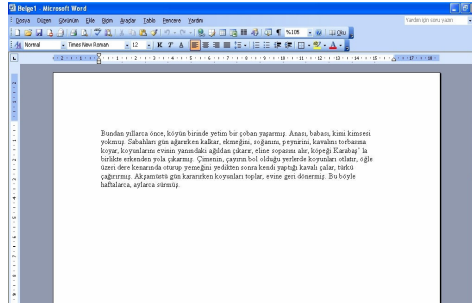 Belge1 - Microsoft Word
Dosya Düzen Görünüm Ekle Biçim Araçlar Tablo Pencere Yardım
Yardım için soru yazın
%105 Oku
Normal Times New Roman 12 K T A
Bundan yıllarca önce, köyün birinde yetim bir çoban yaşarmış. Anası, babası, kimi kimsesi
yokmuş. Sabahları gün ağarırken kalkar, ekmeğini, soğanını, peynirini, kavalını torbasına
koyar, koyunlarını evinin yanındaki ağıldan çıkarır, eline sopasını alır, köpeği Karabaş" la
birlikte erkenden yola çıkarmış. Çimenin, çayırın bol olduğu yerlerde koyunları otlatır, öğle
üzeri dere kenarında oturup yemeğini yedikten sonra kendi yaptığı kavalı çalar, türkü
çağırırmış. Akşamüstü gün kararırken koyunları toplar, evine geri dönermiş. Bu böyle
haftalarca, aylarca sürmüş.